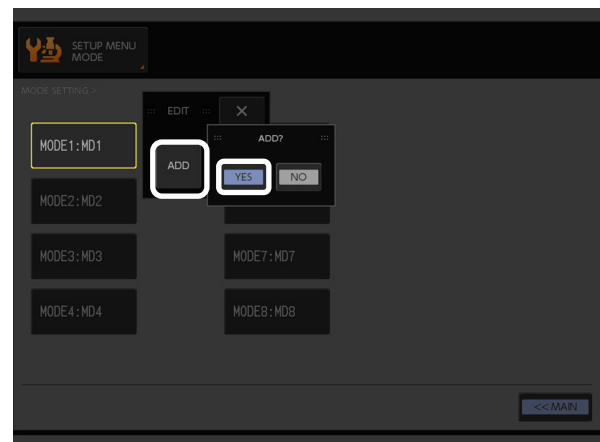 SETUP MENU
MODE
MODE SETTING >
EDIT
ADD?
MODE1:MD1
ADD
YES
NO
MODE2:MD2
MODE3:MD3
MODE7:MD7
MODE4:MD4
MODE8:MD8
<<MAIN